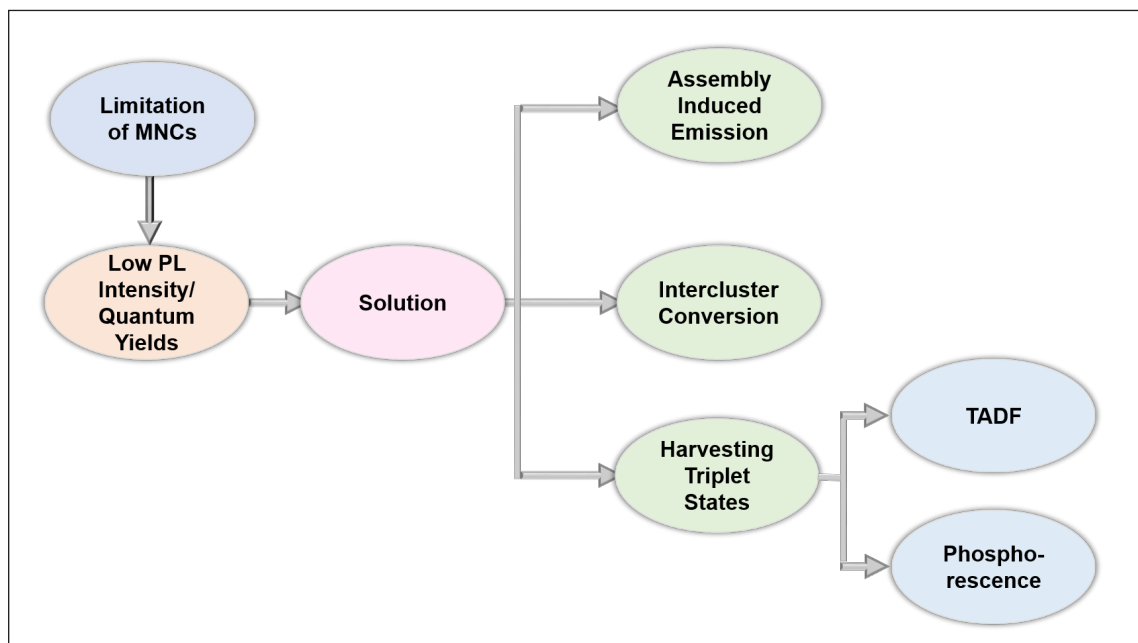 Limitation
of MNCs
Low PL
Intensity/
Quantum
Yields
Solution
Assembly
Induced
Emission
Intercluster
Conversion
Harvesting
Triplet
States
TADF
Phospho-
rescence